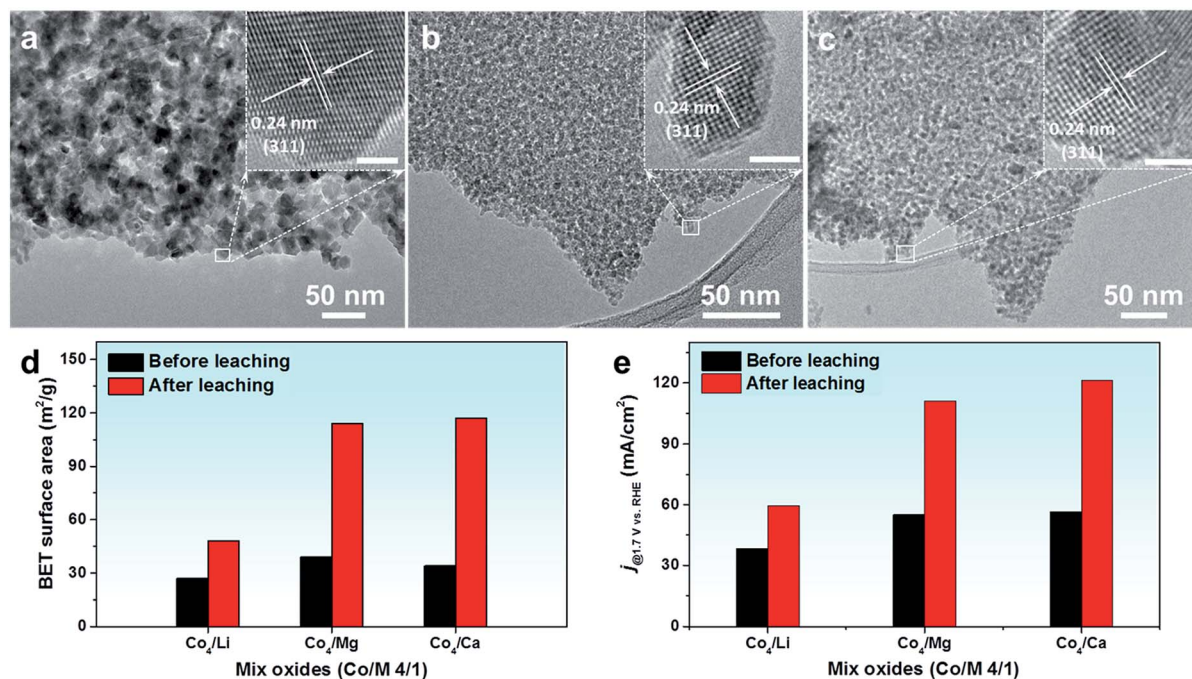 a
0.24 nm
(311)
50 nm
b
0.24 nm
(311)
50 nm
c
0.24 nm
(311)
50 nm
d
Before leaching
After leaching
BET surface area (m²/g)
150
120
90
60
30
0
Co₄/Li Co₄/Mg Co₄/Ca
Mix oxides (Co/M 4/1)
e
Before leaching
After leaching
j@1.7 V vs. RHE (mA/cm²)
120
90
60
30
0
Co₄/Li Co₄/Mg Co₄/Ca
Mix oxides (Co/M 4/1)